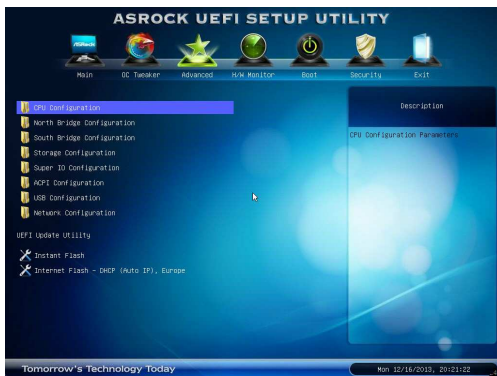 ASROCK UEFI SETUP UTILITY
ASRock
Main OC Tweaker Advanced H/W Monitor Boot Security Exit
CPU Configuration
North Bridge Configuration
South Bridge Configuration
Storage Configuration
Super IO Configuration
ACPI Configuration
USB Configuration
Network Configuration
UEFI Update Utility
Instant Flash
Internet Flash - DHCP (Auto IP), Europe
Description
CPU Configuration Parameters
Tomorrow's Technology Today
Mon 12/16/2013, 20:21:22